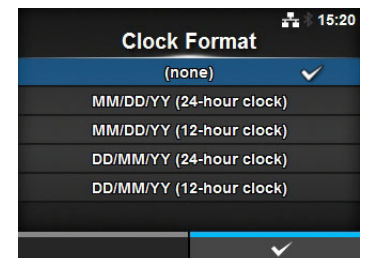 15:20
Clock Format
(none)
MM/DD/YY (24-hour clock)
MM/DD/YY (12-hour clock)
DD/MM/YY (24-hour clock)
DD/MM/YY (12-hour clock)